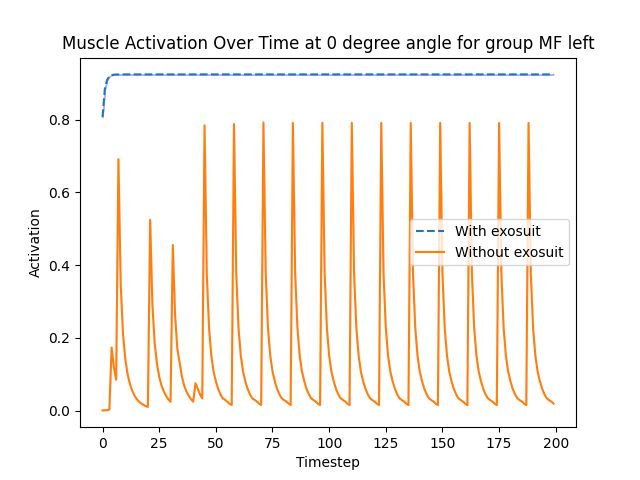 Muscle Activation Over Time at 0 degree angle for group MF left
Activation
0.8
0.6
0.4
0.2
0.0
With exosuit
Without exosuit
0 25 50 75 100 125 150 175 200
Timestep